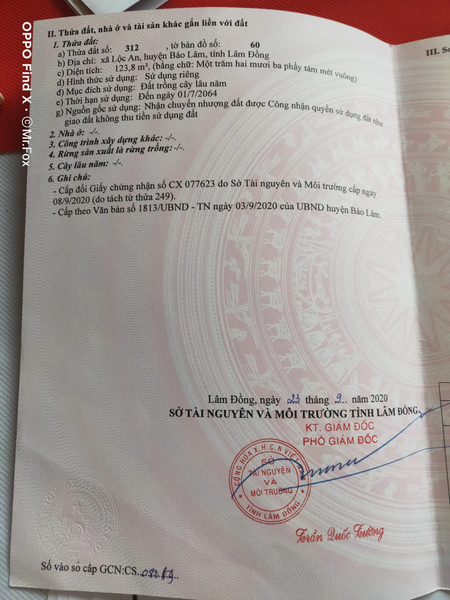 II. Thửa đất, nhà ở và tài sản khác gắn liền với đất
1. Thửa đất:
a) Thửa đất số: 312 , tờ bản đồ số: 60
b) Địa chỉ: xã Lộc An, huyện Bảo Lâm, tỉnh Lâm Đồng
c) Diện tích: 123,8 m², (bằng chữ: Một trăm hai mươi ba phẩy tám mét vuông)
d) Hình thức sử dụng: Sử dụng riêng
đ) Mục đích sử dụng: Đất trồng cây lâu năm
e) Thời hạn sử dụng: Đến ngày 01/7/2064
g) Nguồn gốc sử dụng: Nhận chuyển nhượng đất được Công nhận quyền sử dụng đất như
giao đất không thu tiền sử dụng đất
2. Nhà ở: -/-.
3. Công trình xây dựng khác: -/-.
4. Rừng sản xuất là rừng trồng: -/-.
5. Cây lâu năm: -/-.
6. Ghi chú:
- Cấp đổi Giấy chứng nhận số CX 077623 do Sở Tài nguyên và Môi trường cấp ngày
08/9/2020 (do tách từ thửa 249).
- Cấp theo Văn bản số 1813/UBND - TN ngày 03/9/2020 của UBND huyện Bảo Lâm.
III. S
Lâm Đồng, ngày 23 tháng 9 năm 2020
SỞ TÀI NGUYÊN VÀ MÔI TRƯỜNG TỈNH LÂM ĐỒNG
KT. GIÁM ĐỐC
PHÓ GIÁM ĐỐC
CỘNG HÒA X.H.C.N VIỆT NAM
SỞ
TÀI NGUYÊN
VÀ
MÔI TRƯỜNG
TỈNH LÂM ĐỒNG
Trần Quốc Tường
Số vào sổ cấp GCN:CS
OPPO Find X · ©Mr.Fox